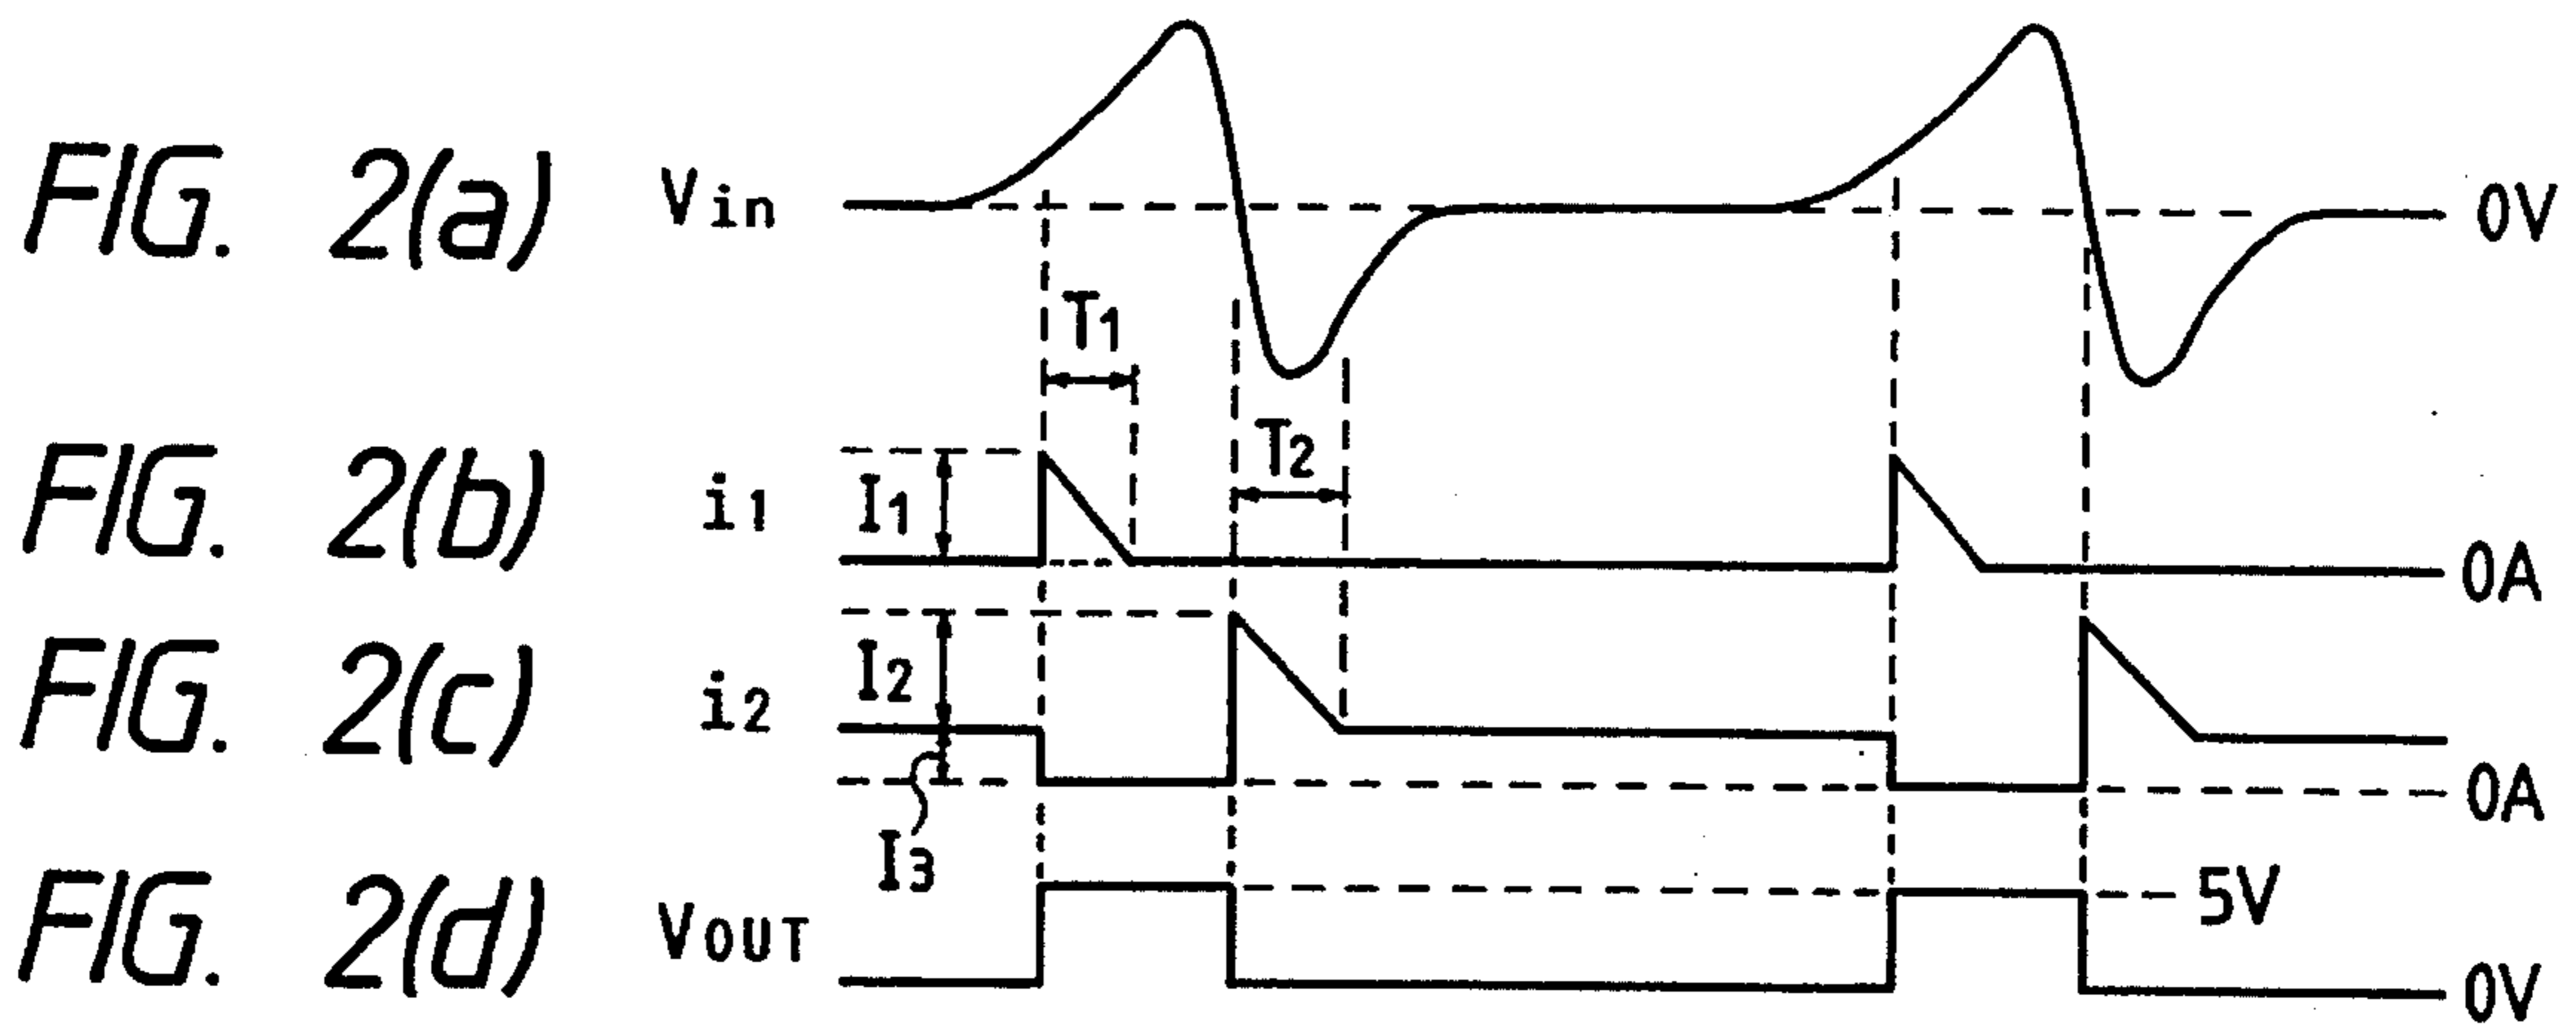 FIG. 2(a) Vin 0V
T1
T2
FIG. 2(b) i1 I1 0A
FIG. 2(c) i2 I2 0A
I3
5V
FIG. 2(d) VOUT 0V